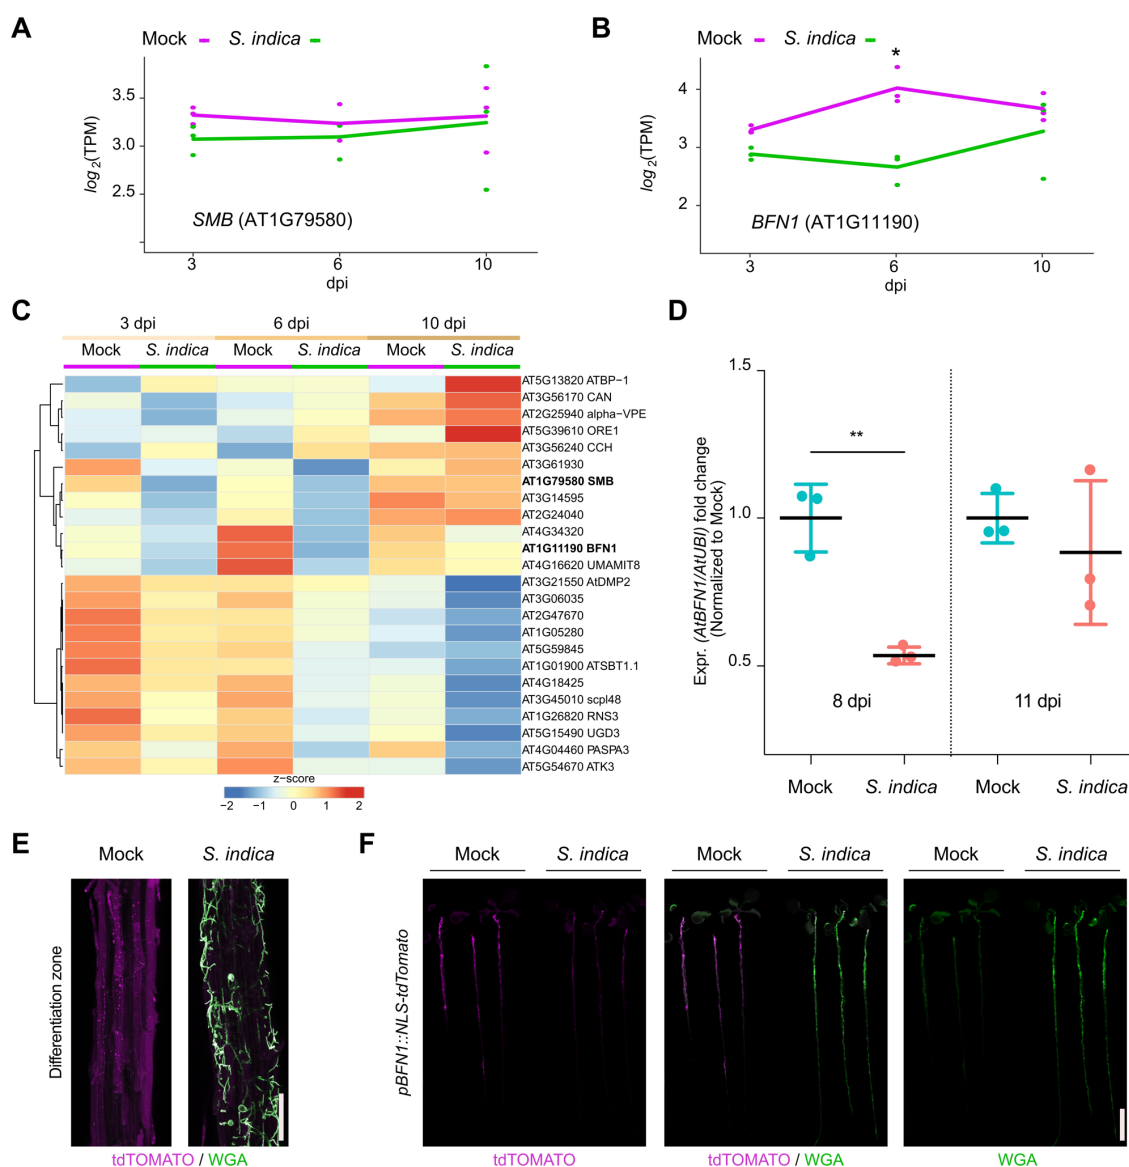 A
Mock S. indica
log2(TPM)
3.5
3.0
2.5
SMB (AT1G79580)
3 6 10
dpi
B
Mock S. indica
*
log2(TPM)
4
3
2
BFN1 (AT1G11190)
3 6 10
dpi
C
3 dpi 6 dpi 10 dpi
Mock S. indica Mock S. indica Mock S. indica
AT5G13820 ATBP−1
AT3G56170 CAN
AT2G25940 alpha−VPE
AT5G39610 ORE1
AT3G56240 CCH
AT3G61930
AT1G79580 SMB
AT3G14595
AT2G24040
AT4G34320
AT1G11190 BFN1
AT4G16620 UMAMIT8
AT3G21550 AtDMP2
AT3G06035
AT2G47670
AT1G05280
AT5G59845
AT1G01900 ATSBT1.1
AT4G18425
AT3G45010 scpl48
AT1G26820 RNS3
AT5G15490 UGD3
AT4G04460 PASPA3
AT5G54670 ATK3
z−score
−2 −1 0 1 2
D
Expr. (AtBFN1/AtUBI) fold change
(Normalized to Mock)
1.5
1.0
0.5
**
8 dpi 11 dpi
Mock S. indica Mock S. indica
E
Mock S. indica
Differentiation zone
tdTOMATO / WGA
F
Mock S. indica Mock S. indica Mock S. indica
pBFN1::NLS-tdTomato
tdTOMATO tdTOMATO / WGA WGA